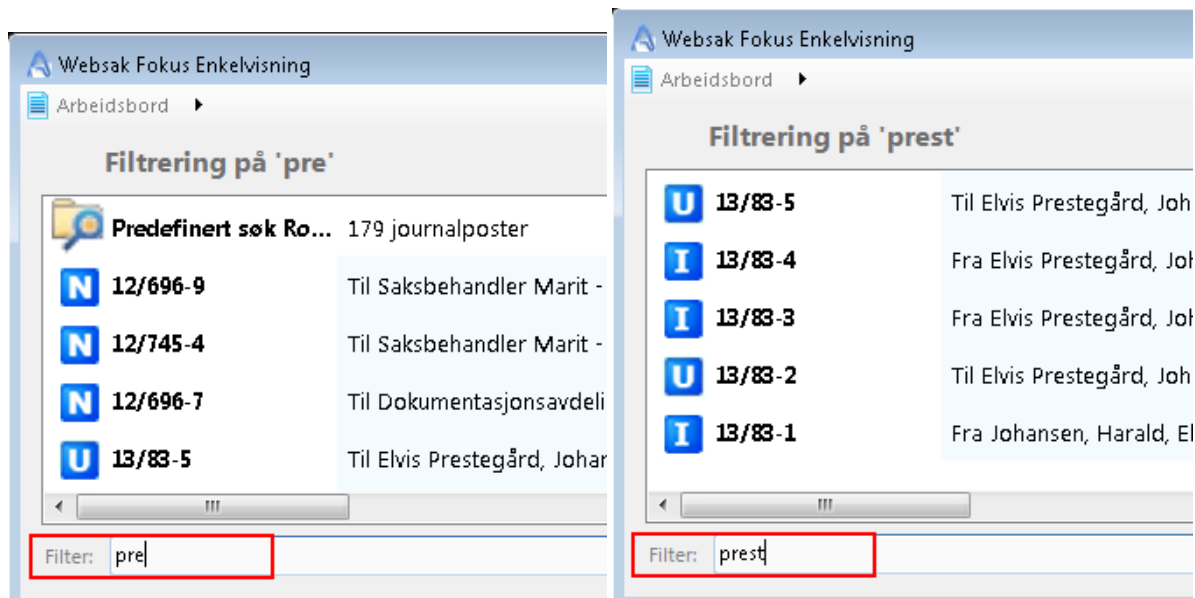 Websak Fokus Enkelvisning
Arbeidsbord
Filtrering på 'pre'
Predefinert søk Ro... 179 journalposter
N 12/696-9 Til Saksbehandler Marit -
N 12/745-4 Til Saksbehandler Marit -
N 12/696-7 Til Dokumentasjonsavdeli
U 13/83-5 Til Elvis Prestegård, Johar
Filter: pre
Websak Fokus Enkelvisning
Arbeidsbord
Filtrering på 'prest'
U 13/83-5 Til Elvis Prestegård, Joh
I 13/83-4 Fra Elvis Prestegård, Joh
I 13/83-3 Fra Elvis Prestegård, Joh
U 13/83-2 Til Elvis Prestegård, Joh
I 13/83-1 Fra Johansen, Harald, El
Filter: prest